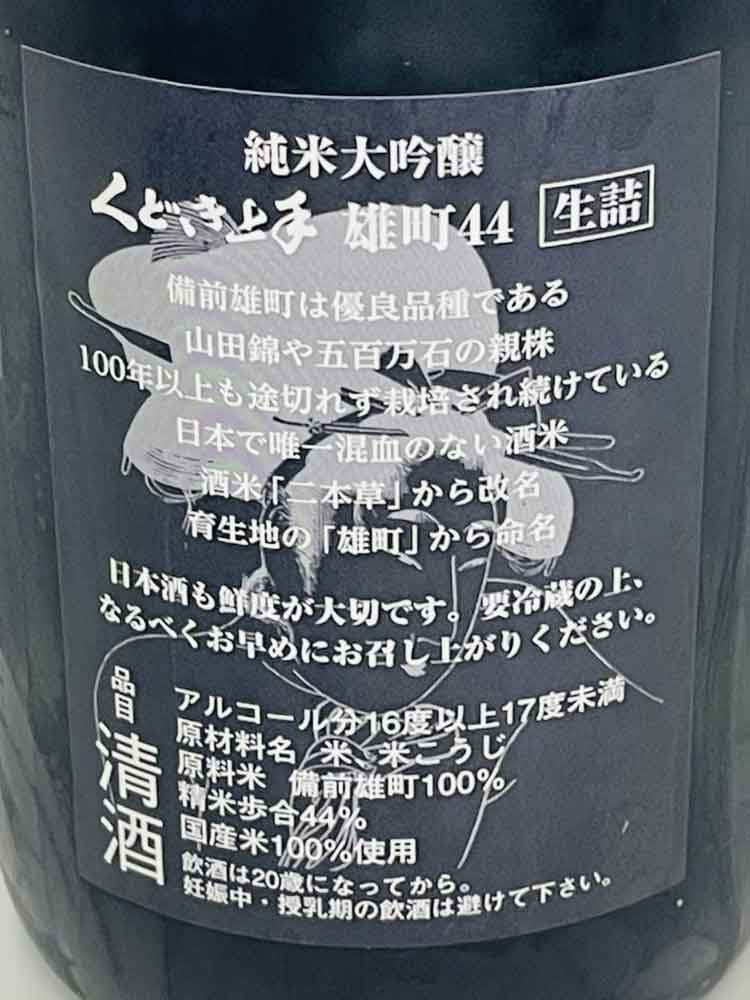 純米大吟醸
くどき上手 雄町44 生詰
備前雄町は優良品種である
山田錦や五百万石の親株
100年以上も途切れず栽培され続けている
日本で唯一混血のない酒米
酒米「二本草」から改名
育生地の「雄町」から命名
日本酒も鮮度が大切です。要冷蔵の上、
なるべくお早めにお召し上がりください。
品目 清酒
アルコール分16度以上17度未満
原材料名 米、米こうじ
原料米 備前雄町100%
精米歩合44%
国産米100%使用
飲酒は20歳になってから。
妊娠中・授乳期の飲酒は避けて下さい。